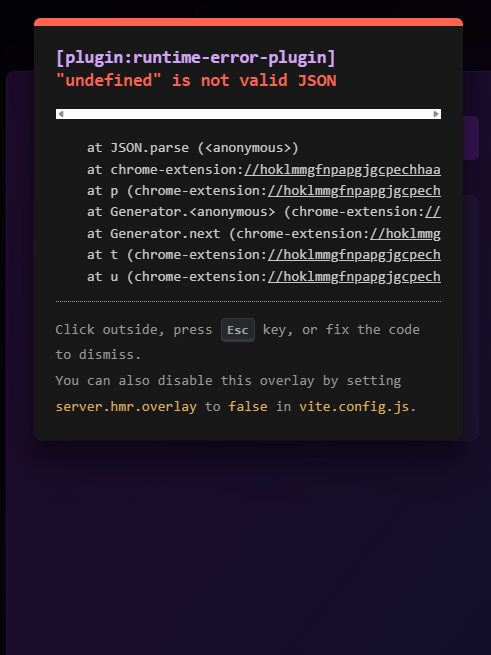 [plugin:runtime-error-plugin]
"undefined" is not valid JSON
at JSON.parse (<anonymous>)
at chrome-extension://hoklmmgfnpapgjgcpechhaa
at p (chrome-extension://hoklmmgfnpapgjgcpech
at Generator.<anonymous> (chrome-extension://
at Generator.next (chrome-extension://hoklmmg
at t (chrome-extension://hoklmmgfnpapgjgcpech
at u (chrome-extension://hoklmmgfnpapgjgcpech
Click outside, press Esc key, or fix the code
to dismiss.
You can also disable this overlay by setting
server.hmr.overlay to false in vite.config.js.